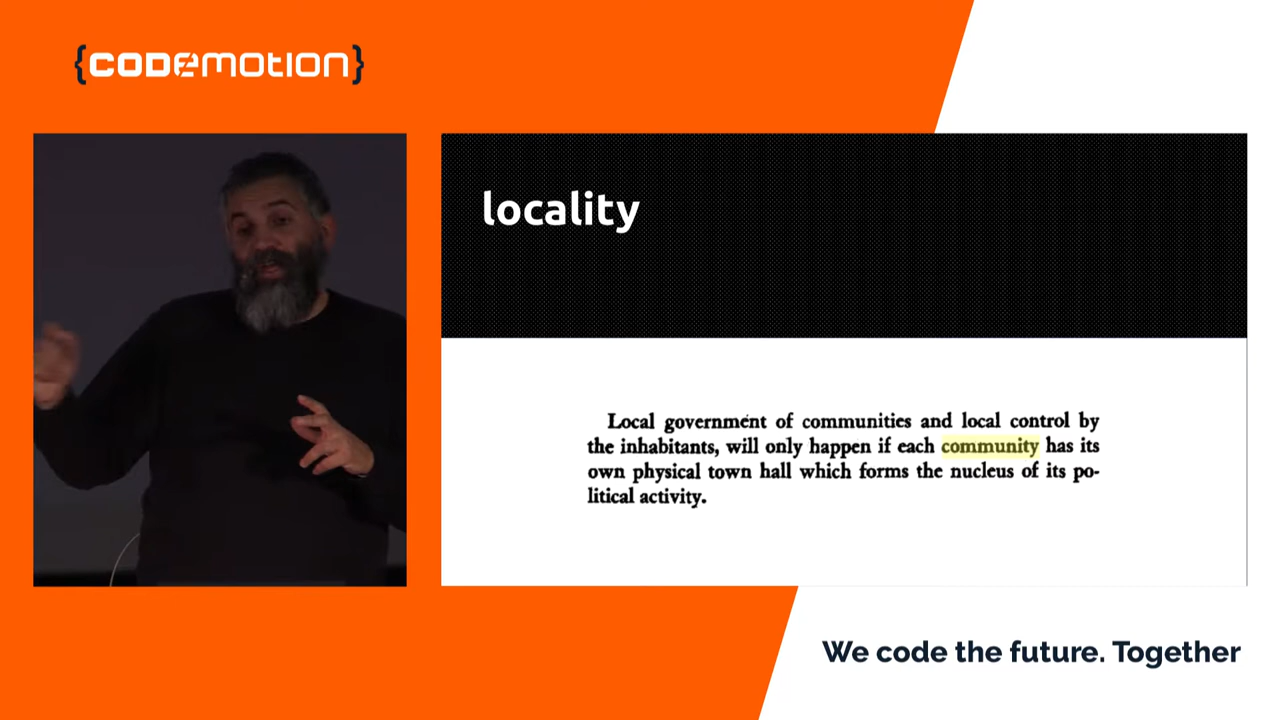 {CODEMOTION}
locality
Local government of communities and local control by
the inhabitants, will only happen if each community has its
own physical town hall which forms the nucleus of its po-
litical activity.
We code the future. Together